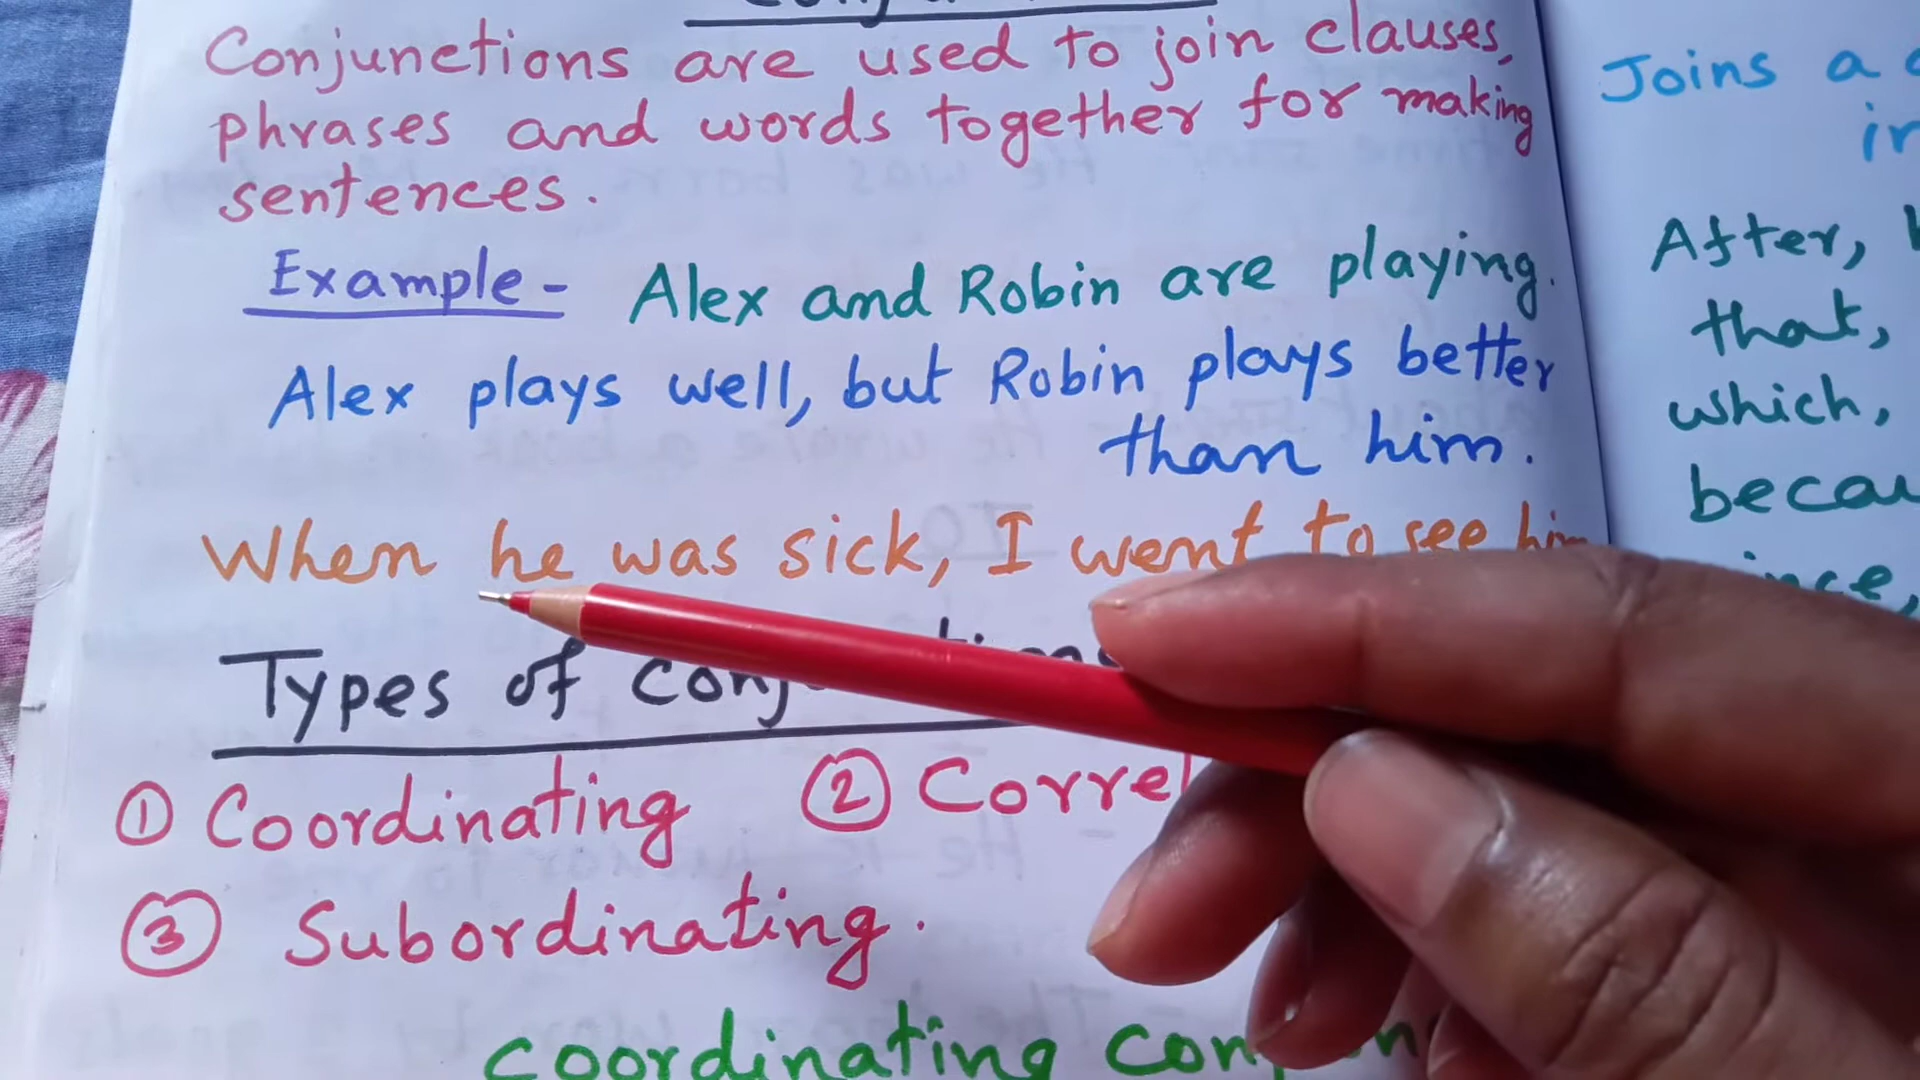 Conjunctions are used to join clauses,
phrases and words together for making
sentences.
Example - Alex and Robin are playing.
Alex plays well, but Robin plays better
than him.
When he was sick, I went to see him
Types of
① Coordinating ② Correl
③ Subordinating.
coordinating
Joins a
After,
that,
which,